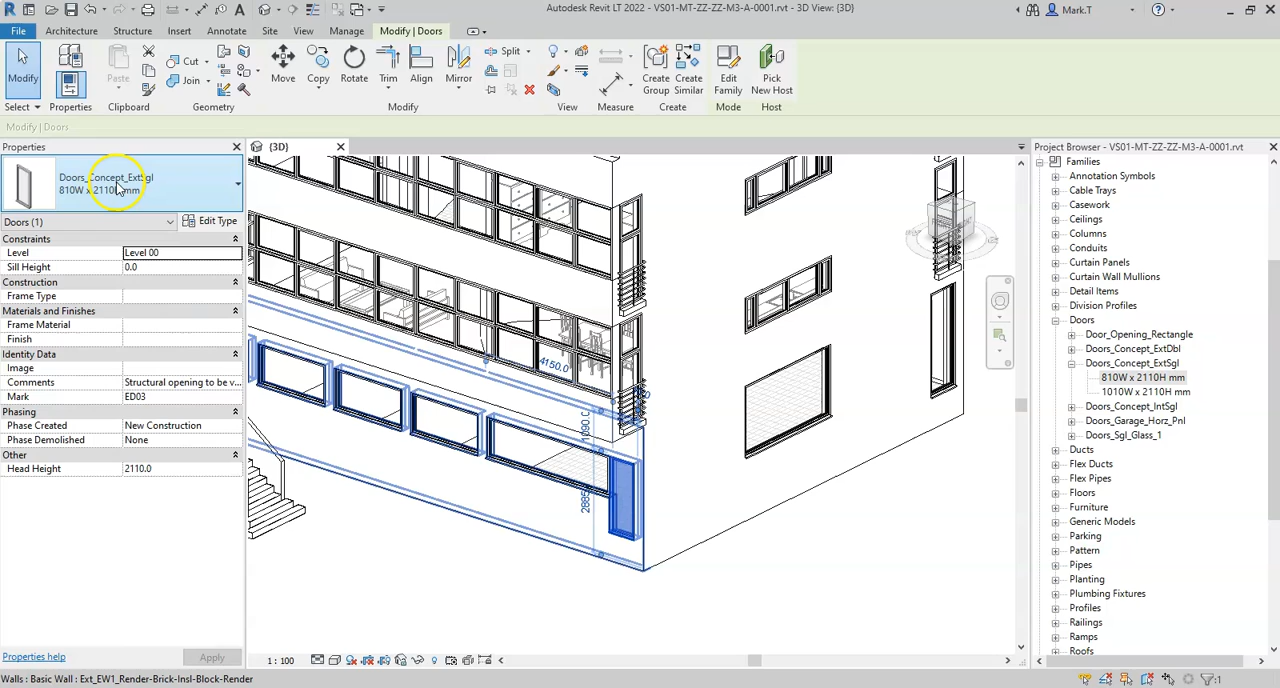 Autodesk Revit LT 2022 - VS01-MT-ZZ-ZZ-M3-A-0001.rvt - 3D View: {3D}
Mark.T
File Architecture Structure Insert Annotate Site View Manage Modify | Doors
Modify
Paste
Cut
Join
Move
Copy
Rotate
Trim
Align
Mirror
Split
Create
Group
Create
Similar
Edit
Family
Pick
New Host
Select Properties Clipboard Geometry Modify View Measure Create Mode Host
Modify | Doors
Properties
Doors_Concept_ExtSgl
810W x 2110H mm
Doors (1)
Edit Type
Constraints
Level Level 00
Sill Height 0.0
Construction
Frame Type
Materials and Finishes
Frame Material
Finish
Identity Data
Image
Comments Structural opening to be v...
Mark ED03
Phasing
Phase Created New Construction
Phase Demolished None
Other
Head Height 2110.0
Properties help
Apply
{3D}
4150.0
1090.0
1 : 100
Project Browser - VS01-MT-ZZ-ZZ-M3-A-0001.rvt
Families
Annotation Symbols
Cable Trays
Casework
Ceilings
Columns
Conduits
Curtain Panels
Curtain Wall Mullions
Detail Items
Division Profiles
Doors
Door_Opening_Rectangle
Doors_Concept_ExtDbl
Doors_Concept_ExtSgl
810W x 2110H mm
1010W x 2110H mm
Doors_Concept_IntSgl
Doors_Garage_Horz_Pnl
Doors_Sgl_Glass_1
Ducts
Flex Ducts
Flex Pipes
Floors
Furniture
Generic Models
Parking
Pattern
Pipes
Planting
Plumbing Fixtures
Profiles
Railings
Ramps
Roofs
Walls : Basic Wall : Ext_EW1_Render-Brick-Insl-Block-Render
:1